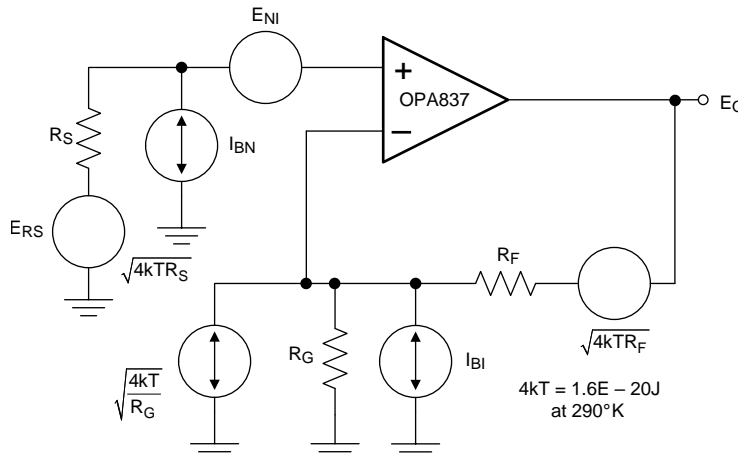 E_NI
+
OPA837
−
E_O
R_S
I_BN
E_RS
√4kTR_S
R_F
√4kTR_F
√4kT/R_G
R_G
I_BI
4kT = 1.6E – 20J
at 290°K